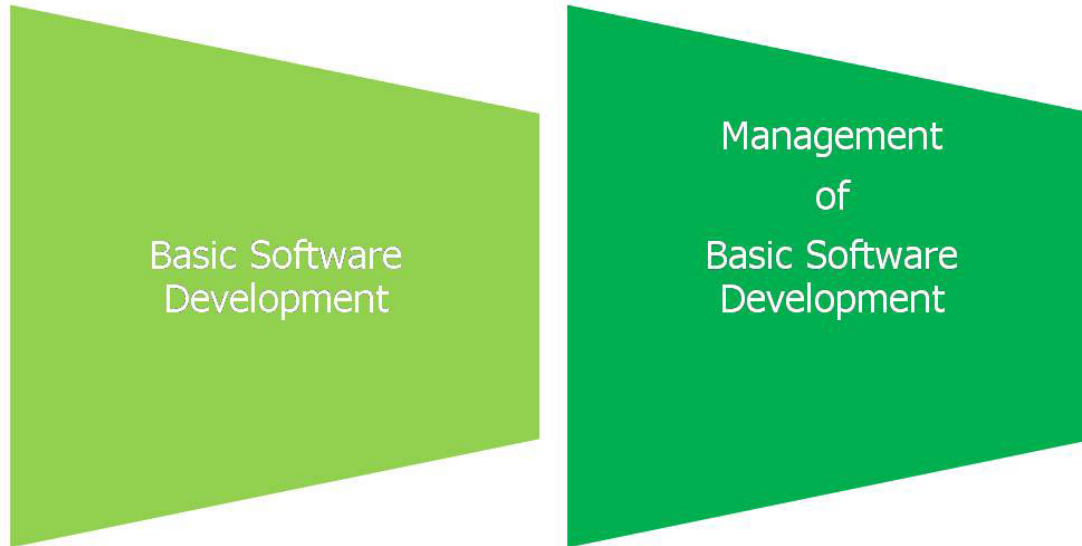 Basic Software
Development
Management
of
Basic Software
Development